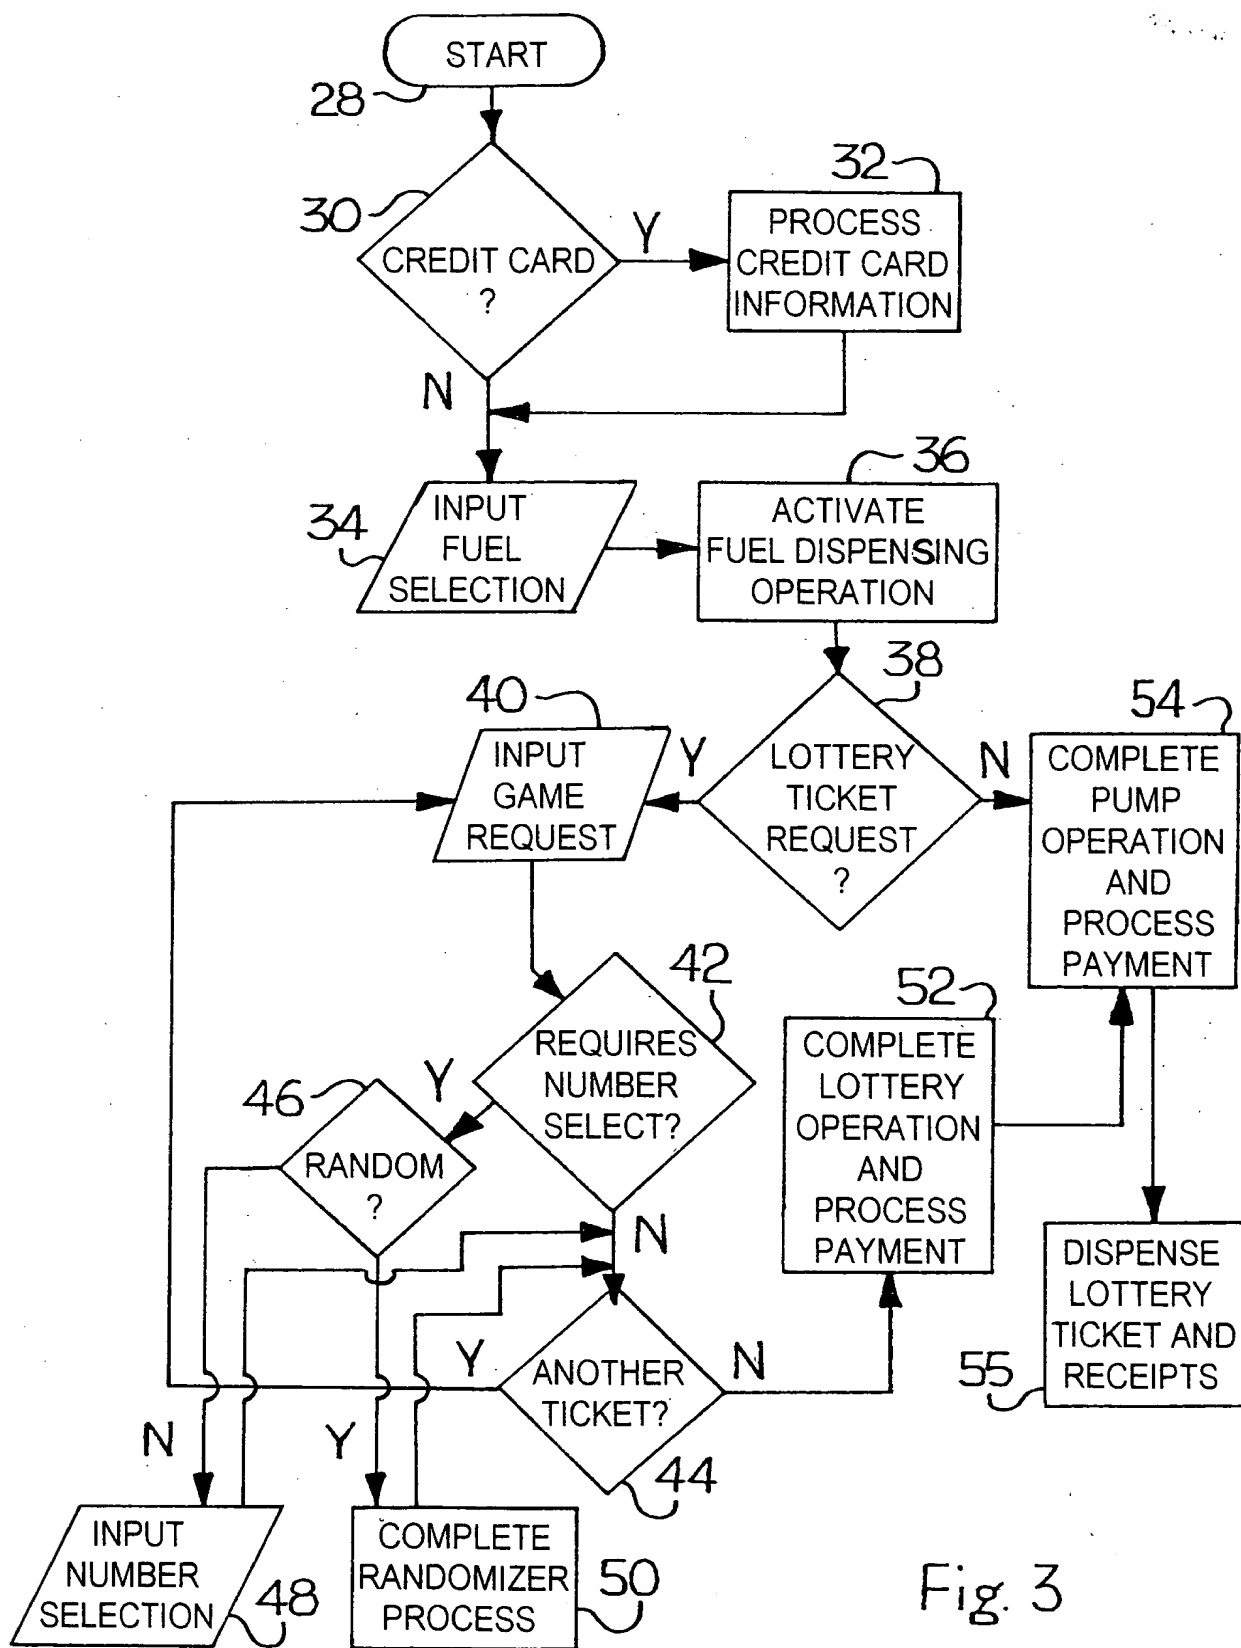 START
28
30
CREDIT CARD
?
Y
N
32
PROCESS
CREDIT CARD
INFORMATION
34
INPUT
FUEL
SELECTION
36
ACTIVATE
FUEL DISPENSING
OPERATION
38
LOTTERY
TICKET
REQUEST
?
Y
N
40
INPUT
GAME
REQUEST
54
COMPLETE
PUMP
OPERATION
AND
PROCESS
PAYMENT
42
REQUIRES
NUMBER
SELECT?
Y
N
46
RANDOM
?
N
Y
52
COMPLETE
LOTTERY
OPERATION
AND
PROCESS
PAYMENT
ANOTHER
TICKET?
Y
N
44
55
DISPENSE
LOTTERY
TICKET AND
RECEIPTS
INPUT
NUMBER
SELECTION
48
COMPLETE
RANDOMIZER
PROCESS
50
Fig. 3